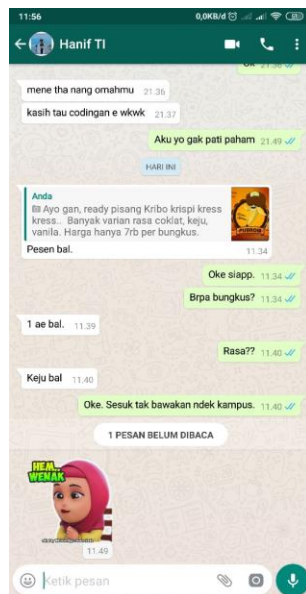 11:56
0,0KB/d
Hanif TI
mene tha nang omahmu 21.36
kasih tau codingan e wkwk 21.37
Aku yo gak pati paham 21.49
HARI INI
Anda
Ayo gan, ready pisang Kribo krispi kress
kress.. Banyak varian rasa coklat, keju,
vanila. Harga hanya 7rb per bungkus.
Pesen bal. 11.34
Oke siapp. 11.34
Brpa bungkus? 11.34
1 ae bal. 11.39
Rasa?? 11.40
Keju bal 11.40
Oke. Sesuk tak bawakan ndek kampus. 11.40
1 PESAN BELUM DIBACA
HEM..
WENAK
11.49
Ketik pesan